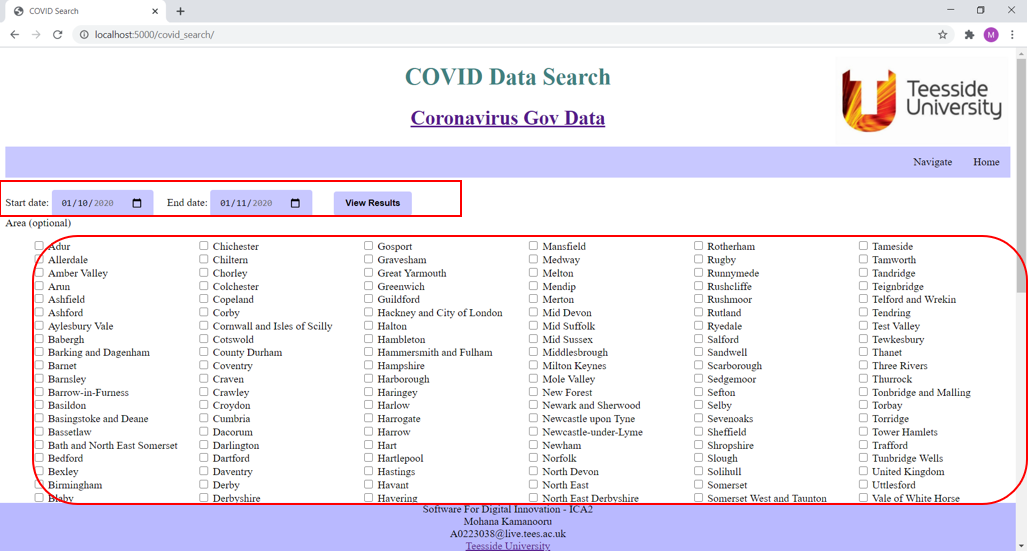 COVID Search
localhost:5000/covid_search/
M
COVID Data Search
Coronavirus Gov Data
Teesside
University
Navigate Home
Start date: 01/10/2020 End date: 01/11/2020 View Results
Area (optional)
Adur Chichester Gosport Mansfield Rotherham Tameside
Allerdale Chiltern Gravesham Medway Rugby Tamworth
Amber Valley Chorley Great Yarmouth Melton Runnymede Tandridge
Arun Colchester Greenwich Mendip Rushcliffe Teignbridge
Ashfield Copeland Guildford Merton Rushmoor Telford and Wrekin
Ashford Corby Hackney and City of London Mid Devon Rutland Tendring
Aylesbury Vale Cornwall and Isles of Scilly Halton Mid Suffolk Ryedale Test Valley
Babergh Cotswold Hambleton Mid Sussex Salford Tewkesbury
Barking and Dagenham County Durham Hammersmith and Fulham Middlesbrough Sandwell Thanet
Barnet Coventry Hampshire Milton Keynes Scarborough Three Rivers
Barnsley Craven Harborough Mole Valley Sedgemoor Thurrock
Barrow-in-Furness Crawley Haringey New Forest Sefton Tonbridge and Malling
Basildon Croydon Harlow Newark and Sherwood Selby Torbay
Basingstoke and Deane Cumbria Harrogate Newcastle upon Tyne Sevenoaks Torridge
Bassetlaw Dacorum Harrow Newcastle-under-Lyme Sheffield Tower Hamlets
Bath and North East Somerset Darlington Hart Newham Shropshire Trafford
Bedford Dartford Hartlepool Norfolk Slough Tunbridge Wells
Bexley Daventry Hastings North Devon Solihull United Kingdom
Birmingham Derby Havant North East Somerset Uttlesford
Blaby Derbyshire Havering North East Derbyshire Somerset West and Taunton Vale of White Horse
Software For Digital Innovation - ICA2
Mohana Kamanooru
A0223038@live.tees.ac.uk
Teesside University